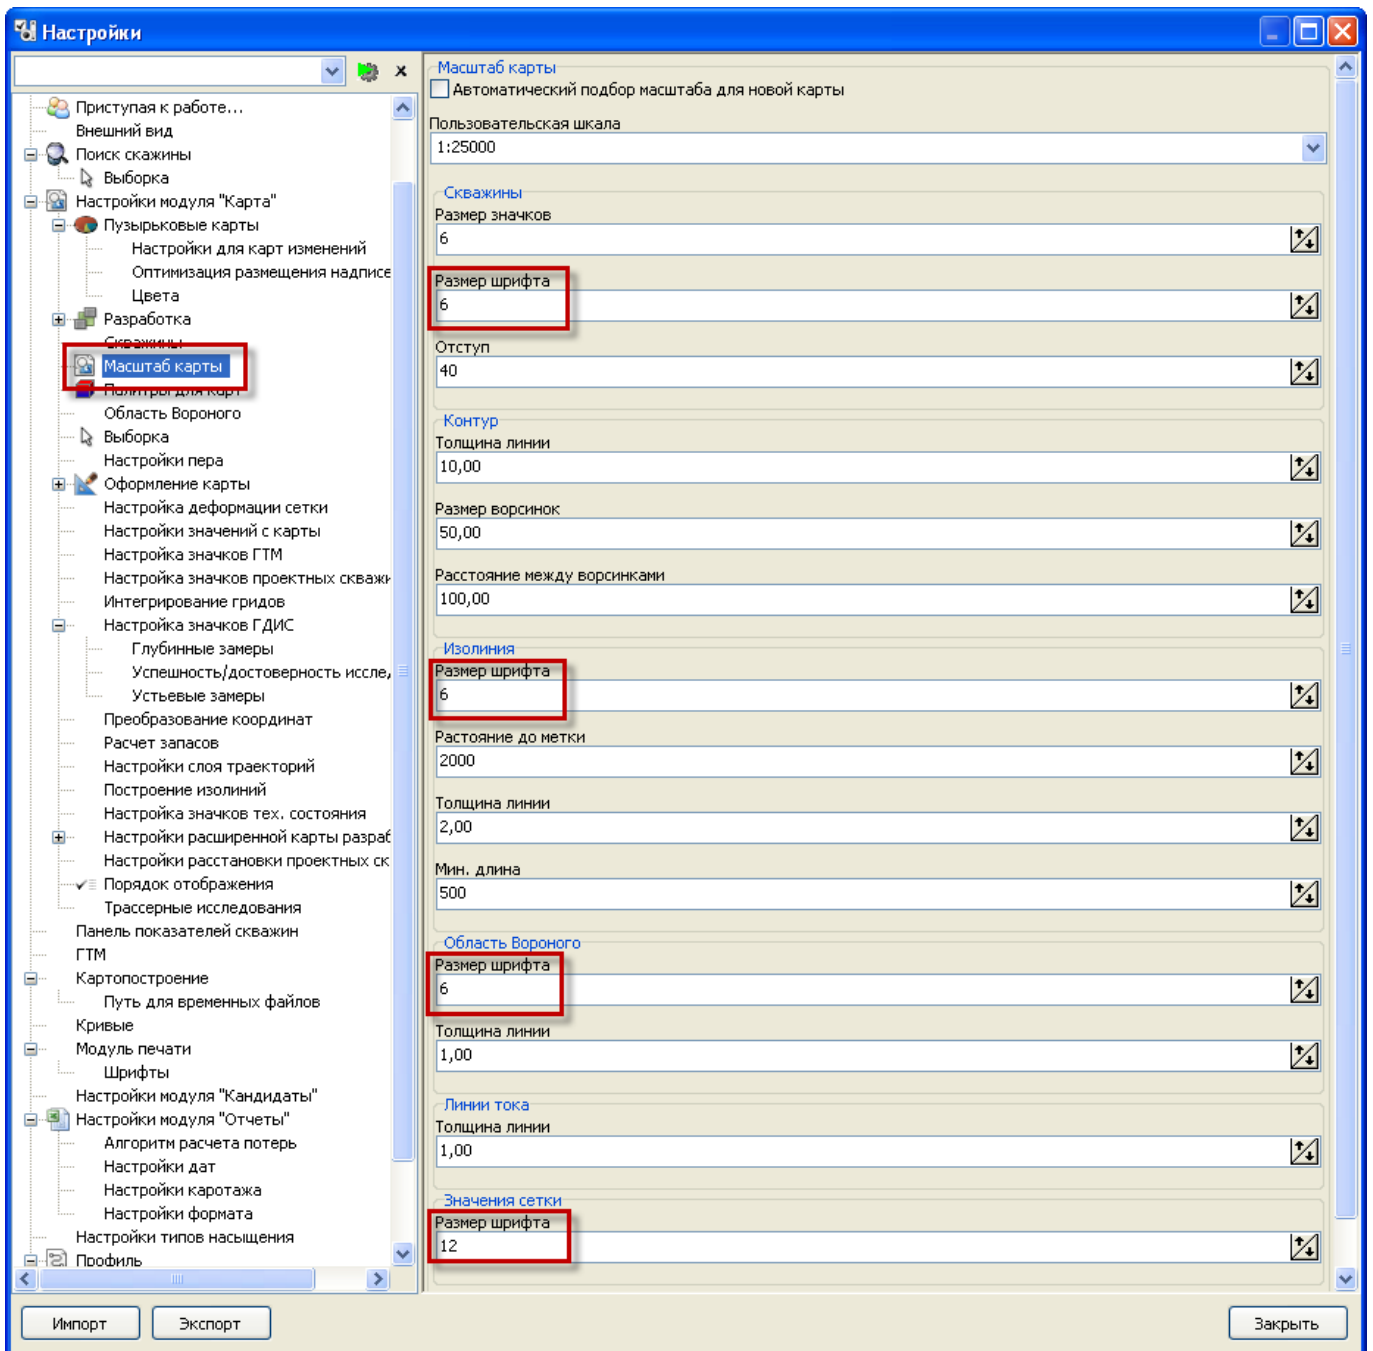 Настройки
Приступая к работе...
Внешний вид
Поиск скажины
Выборка
Настройки модуля "Карта"
Пузырьковые карты
Настройки для карт изменений
Оптимизация размещения надписе
Цвета
Разработка
Скважины
Масштаб карты
Палитры для карт
Область Вороного
Выборка
Настройки пера
Оформление карты
Настройка деформации сетки
Настройки значений с карты
Настройка значков ГТМ
Настройка значков проектных скважи
Интегрирование гридов
Настройка значков ГДИС
Глубинные замеры
Успешность/достоверность иссле,
Устьевые замеры
Преобразование координат
Расчет запасов
Настройки слоя траекторий
Построение изолиний
Настройка значков тех. состояния
Настройки расширенной карты разраб
Настройки расстановки проектных ск
Порядок отображения
Трассерные исследования
Панель показателей скважин
ГТМ
Картопостроение
Путь для временных файлов
Кривые
Модуль печати
Шрифты
Настройки модуля "Кандидаты"
Настройки модуля "Отчеты"
Алгоритм расчета потерь
Настройки дат
Настройки каротажа
Настройки формата
Настройки типов насыщения
Профиль
Масштаб карты
Автоматический подбор масштаба для новой карты
Пользовательская шкала
1:25000
Скважины
Размер значков
6
Размер шрифта
6
Отступ
40
Контур
Толщина линии
10,00
Размер ворсинок
50,00
Расстояние между ворсинками
100,00
Изолиния
Размер шрифта
6
Растояние до метки
2000
Толщина линии
2,00
Мин. длина
500
Область Вороного
Размер шрифта
6
Толщина линии
1,00
Линии тока
Толщина линии
1,00
Значения сетки
Размер шрифта
12
Импорт
Экспорт
Закрыть